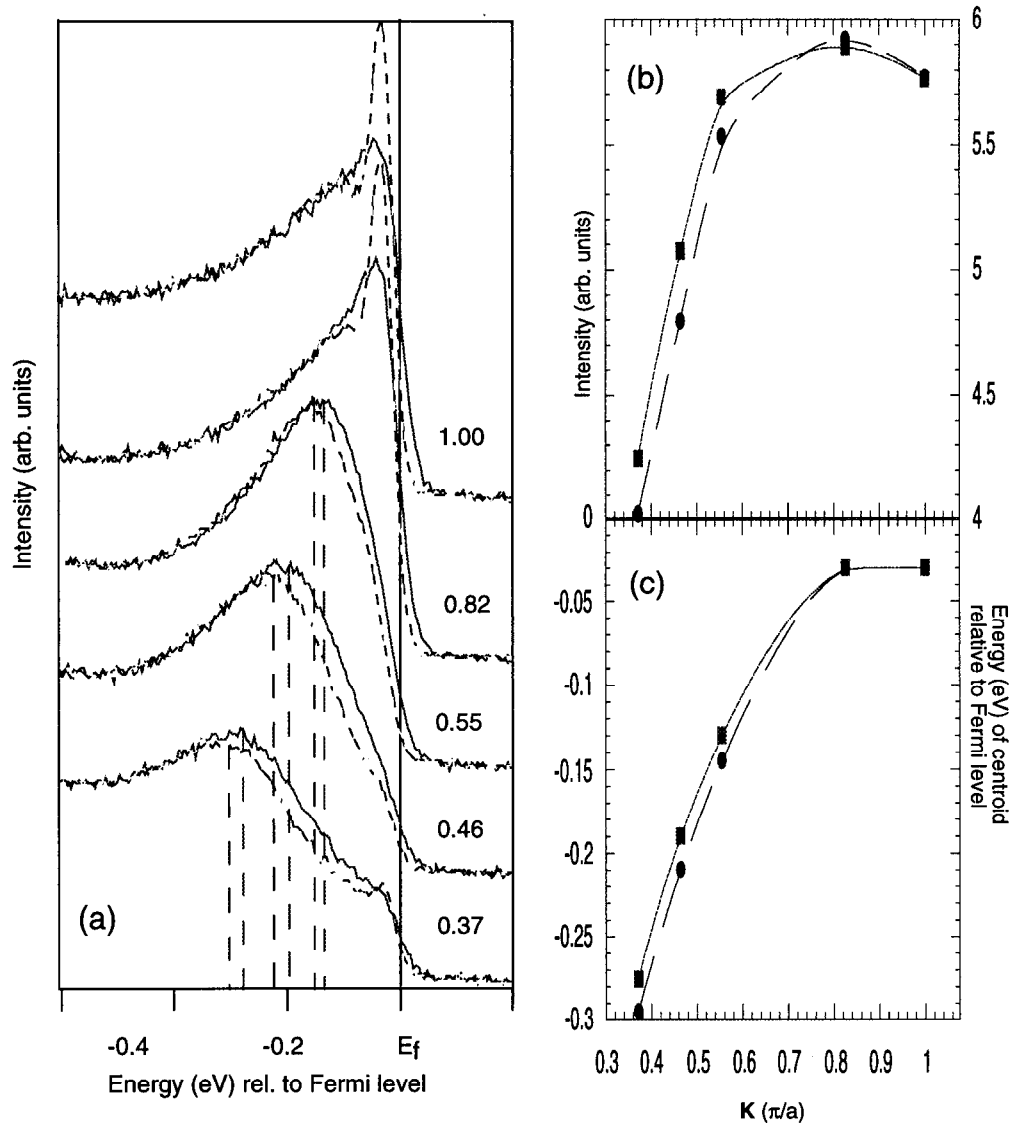 Intensity (arb. units)
(a)
1.00
0.82
0.55
0.46
0.37
-0.4
-0.2
E_f
Energy (eV) rel. to Fermi level
(b)
Intensity (arb. units)
6
5.5
5
4.5
4
0
(c)
-0.05
-0.1
-0.15
-0.2
-0.25
-0.3
Energy (eV) of centroid
relative to Fermi level
0.3 0.4 0.5 0.6 0.7 0.8 0.9 1
K (π/a)